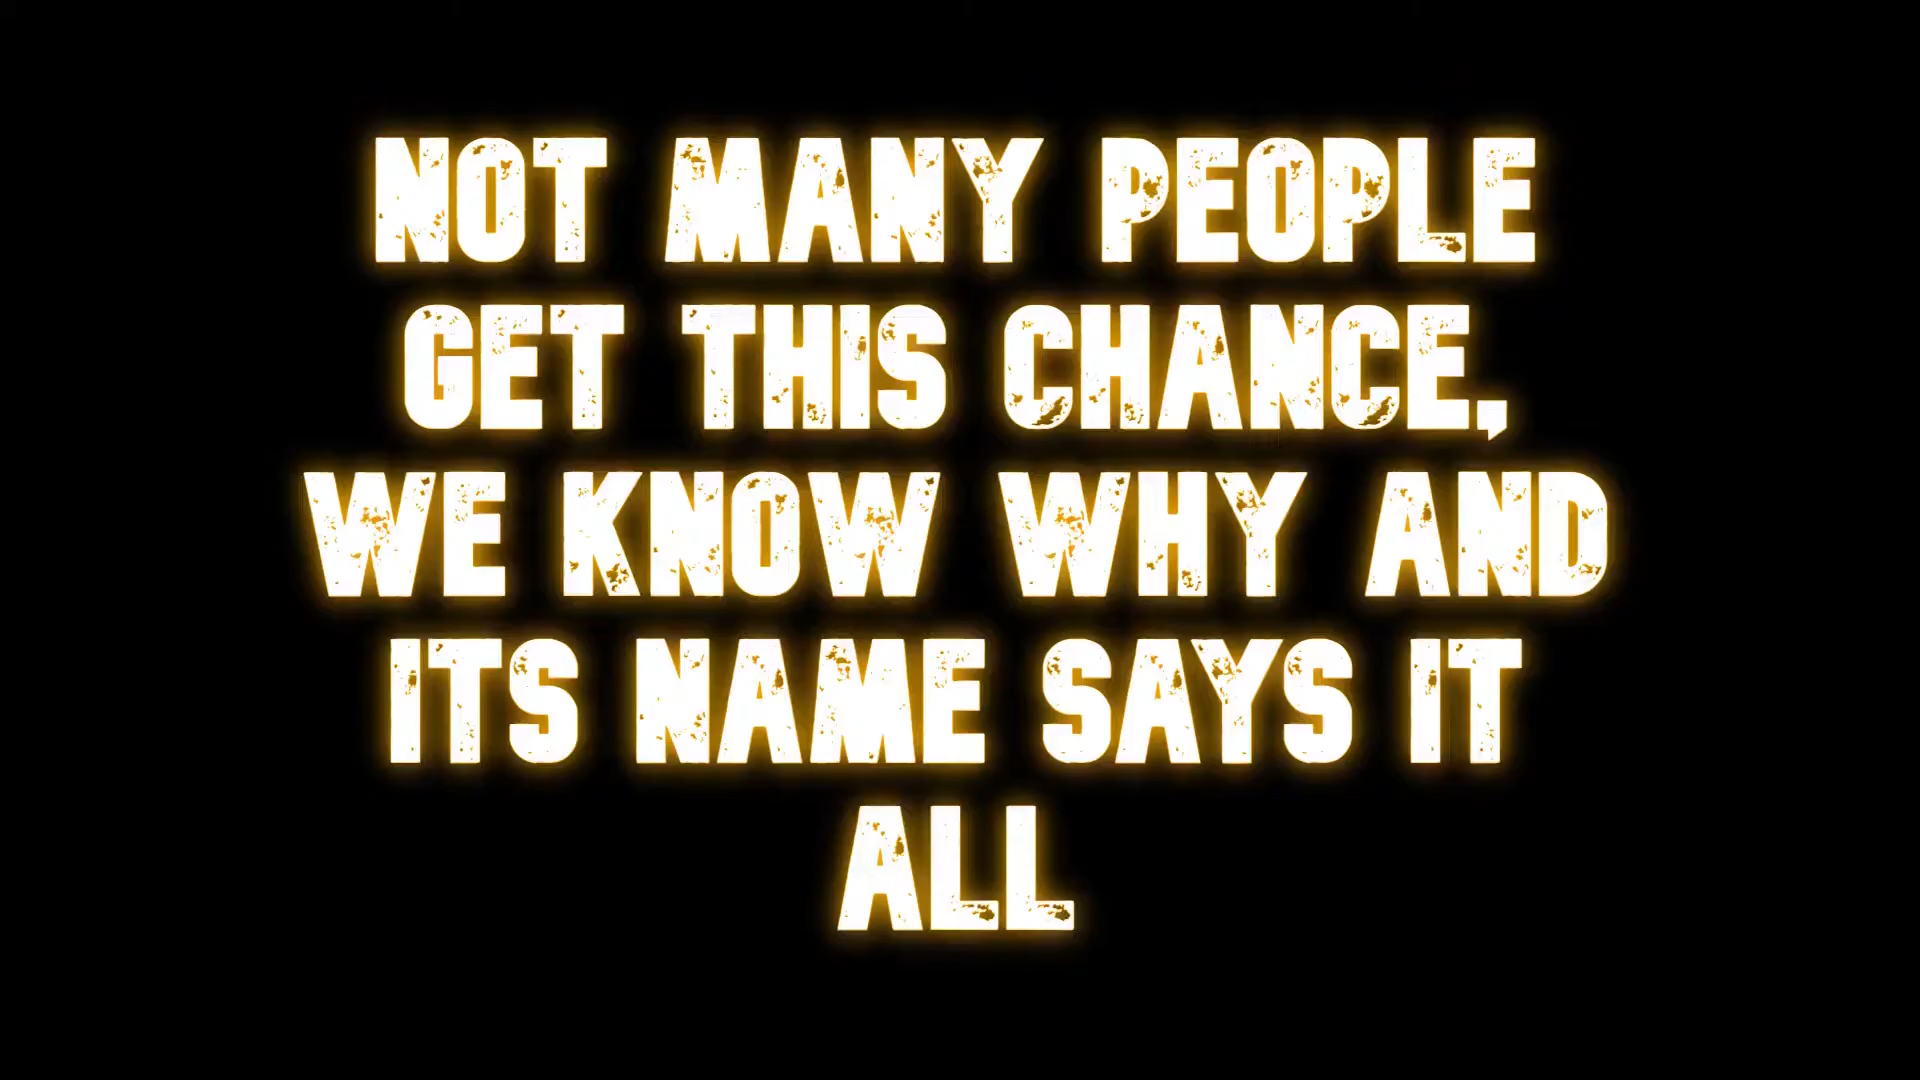 NOT MANY PEOPLE
GET THIS CHANCE,
WE KNOW WHY AND
ITS NAME SAYS IT
ALL